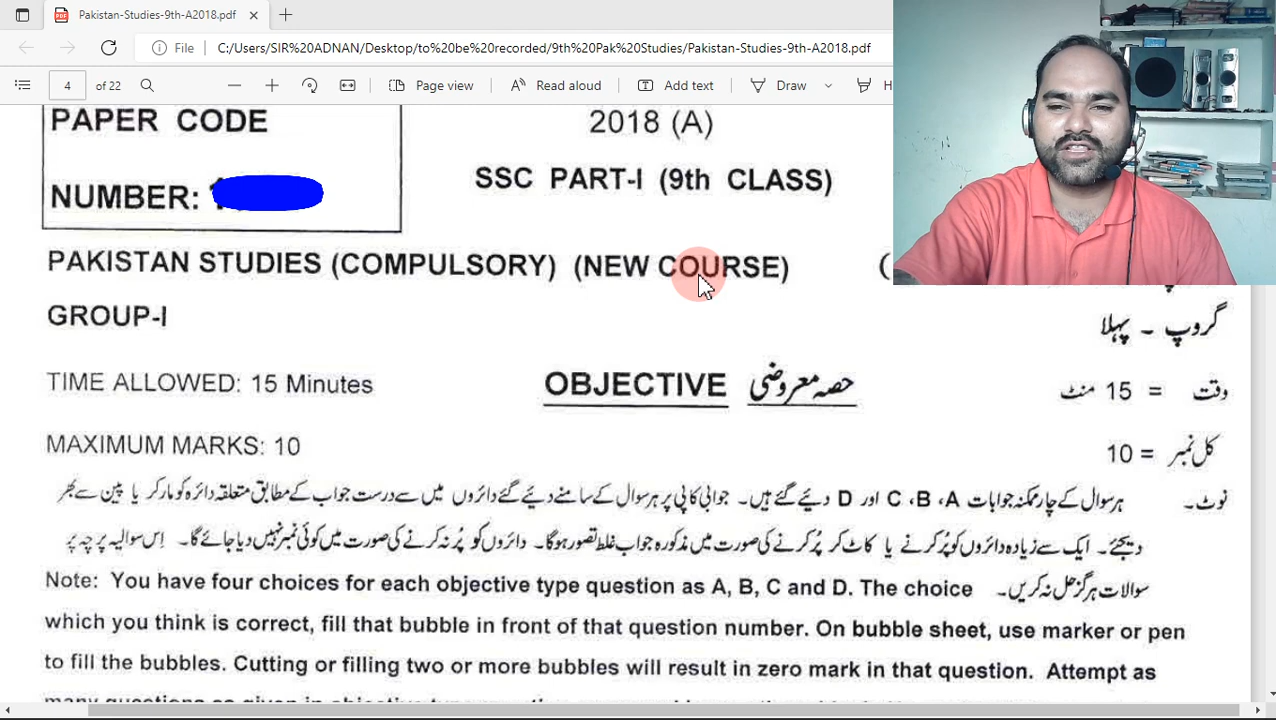 Pakistan-Studies-9th-A2018.pdf
File C:/Users/SIR ADNAN/Desktop/to%20 %20recorded/9th%20Pak%20Studies/Pakistan-Studies-9th-A2018.pdf
4 of 22 Page view Read aloud Add text Draw H
PAPER CODE 2018 (A)
NUMBER: SSC PART-I (9th CLASS)
PAKISTAN STUDIES (COMPULSORY) (NEW COURSE) (
GROUP-I گروپ ۔ پہلا
TIME ALLOWED: 15 Minutes OBJECTIVE حصہ معروضی وقت = 15 منٹ
MAXIMUM MARKS: 10 کل نمبر = 10
نوٹ۔ ہر سوال کے چار ممکنہ جوابات A، B، C اور D دیئے گئے ہیں۔ جوابی کاپی پر ہر سوال کے سامنے دیئے گئے دائروں میں سے درست جواب کے مطابق متعلقہ دائرہ کو مارکر یا پین سے بھر
دیجئے۔ ایک سے زیادہ دائروں کو پُر کرنے یا کاٹ کر پُر کرنے کی صورت میں مذکورہ جواب غلط تصور ہوگا۔ دائروں کو پُر نہ کرنے کی صورت میں کوئی نمبر نہیں دیا جائے گا۔ اِس سوالیہ پرچہ پر
سوالات ہرگز حل نہ کریں۔ Note: You have four choices for each objective type question as A, B, C and D. The choice
which you think is correct, fill that bubble in front of that question number. On bubble sheet, use marker or pen
to fill the bubbles. Cutting or filling two or more bubbles will result in zero mark in that question. Attempt as
many questions as given in objective type question